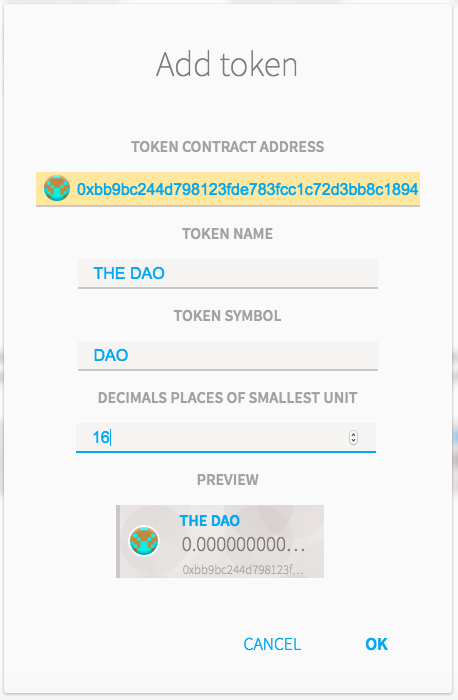 Add token
TOKEN CONTRACT ADDRESS
0xbb9bc244d798123fde783fcc1c72d3bb8c1894
TOKEN NAME
THE DAO
TOKEN SYMBOL
DAO
DECIMALS PLACES OF SMALLEST UNIT
16
PREVIEW
THE DAO
0.000000000…
0xbb9bc244d798123f…
CANCEL OK